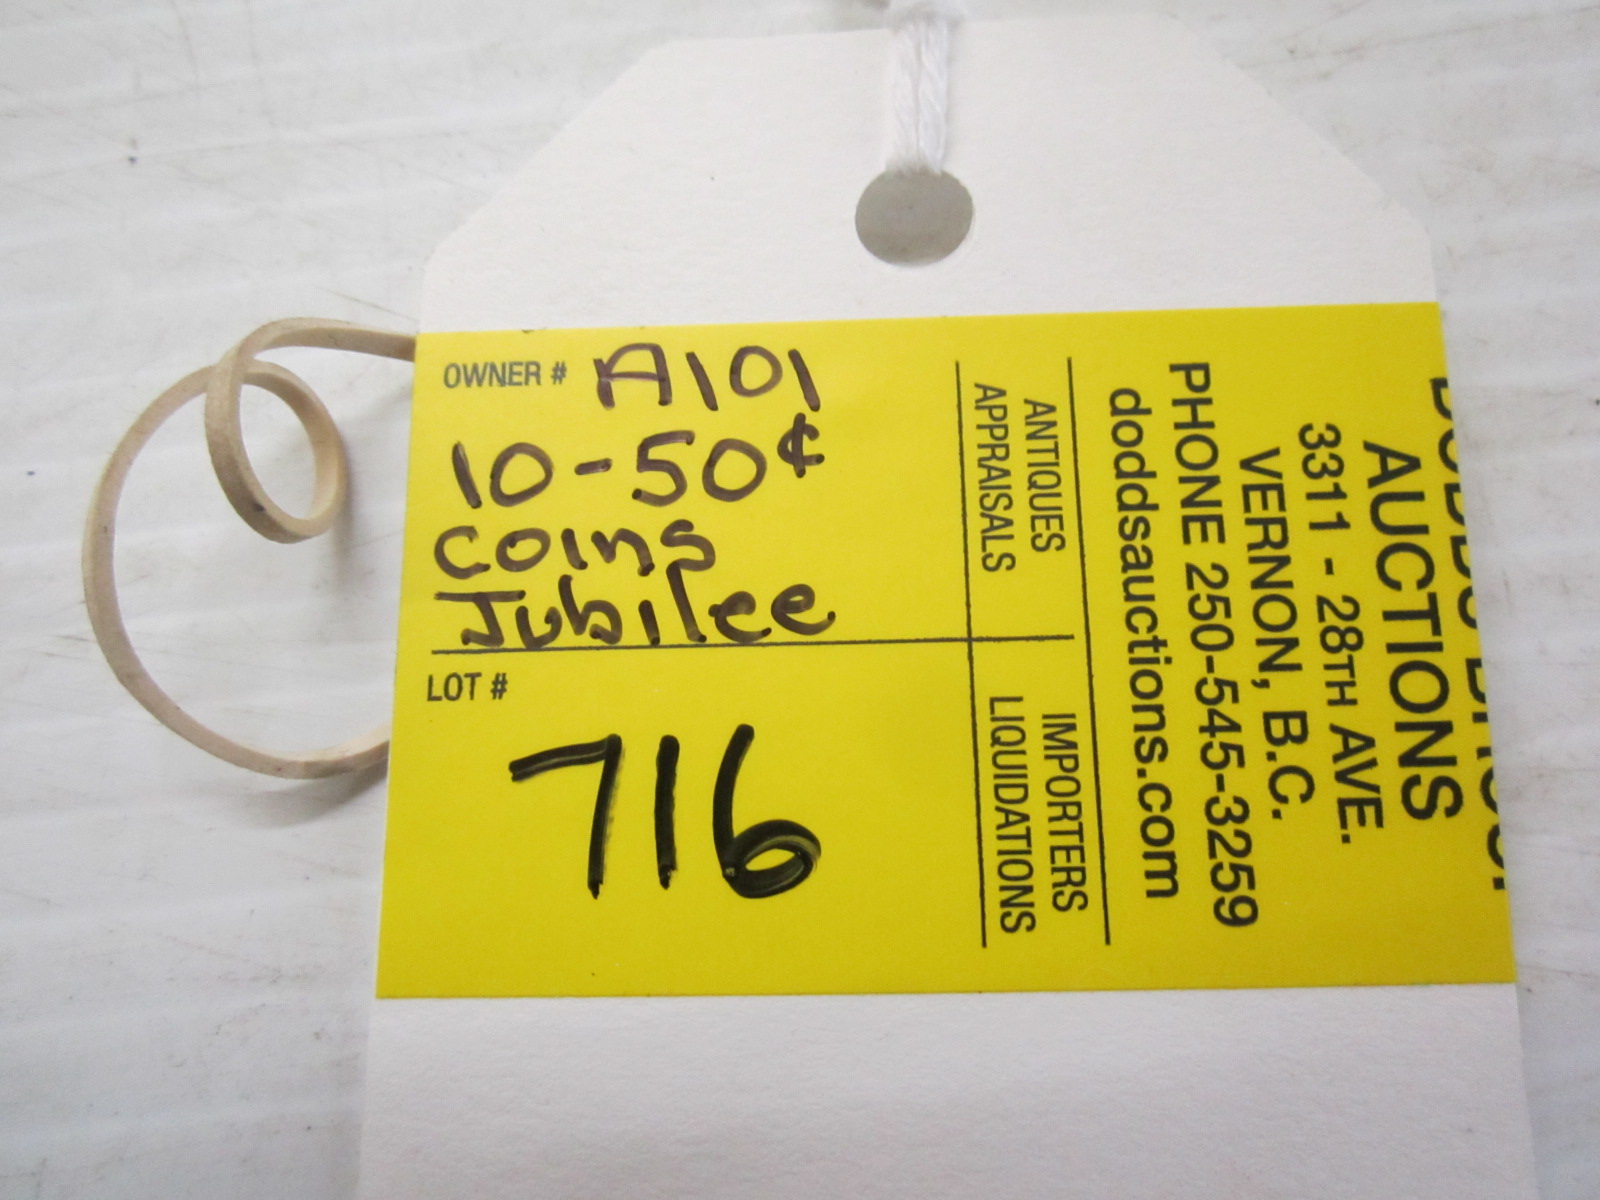 OWNER # A101
10-50¢
coins
Jubilee
LOT #
716
AUCTIONS
3311 - 28TH AVE.
VERNON, B.C.
PHONE 250-545-3259
doddsauctions.com
ANTIQUES
APPRAISALS
IMPORTERS
LIQUIDATIONS